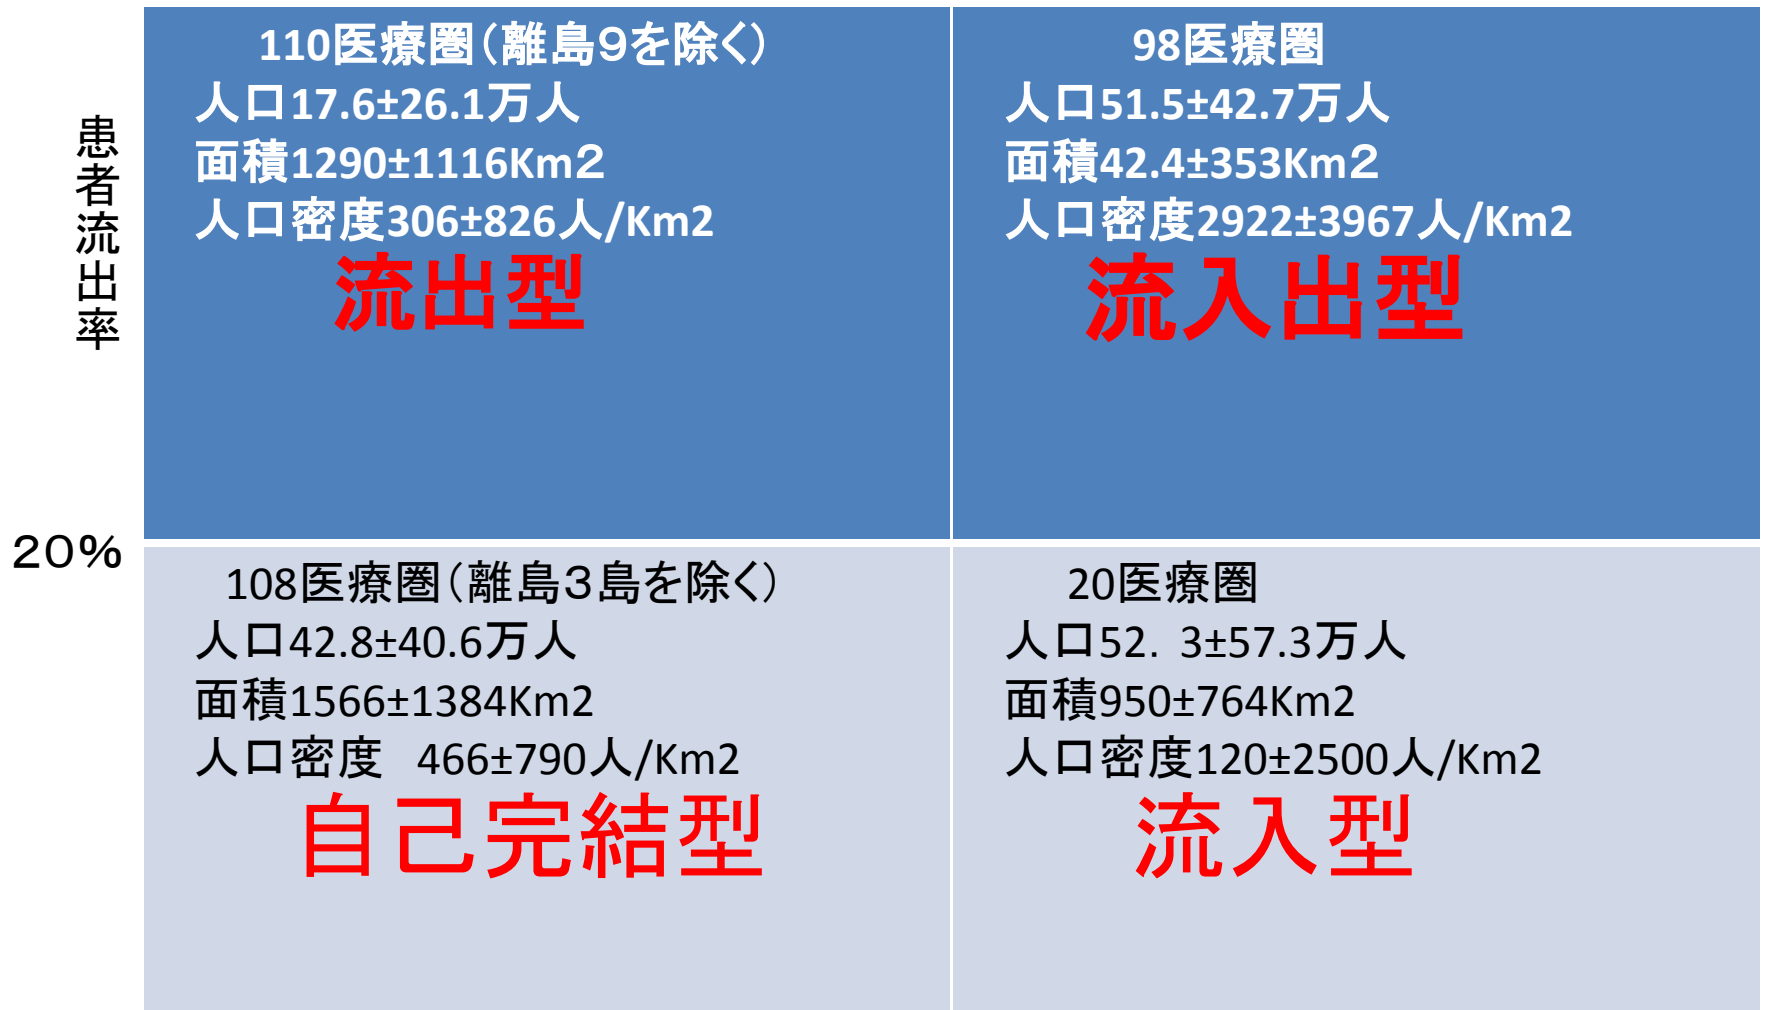 患者流出率
110医療圏（離島９を除く）
人口17.6±26.1万人
面積1290±1116Km２
人口密度306±826人/Km2
流出型
98医療圏
人口51.5±42.7万人
面積42.4±353Km２
人口密度2922±3967人/Km2
流入出型
２０％
108医療圏（離島３島を除く）
人口42.8±40.6万人
面積1566±1384Km2
人口密度　466±790人/Km2
自己完結型
20医療圏
人口52．3±57.3万人
面積950±764Km2
人口密度120±2500人/Km2
流入型